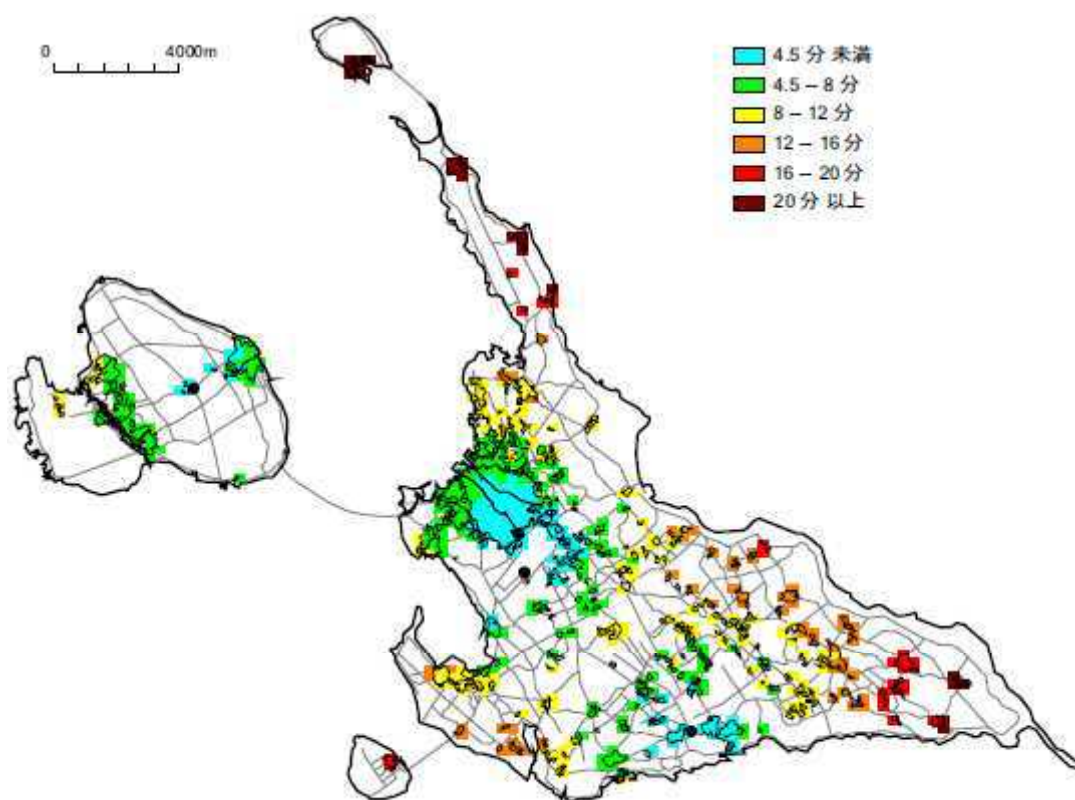 0 4000m
4.5 分 未満
4.5 – 8 分
8 – 12 分
12 – 16 分
16 – 20 分
20 分 以上